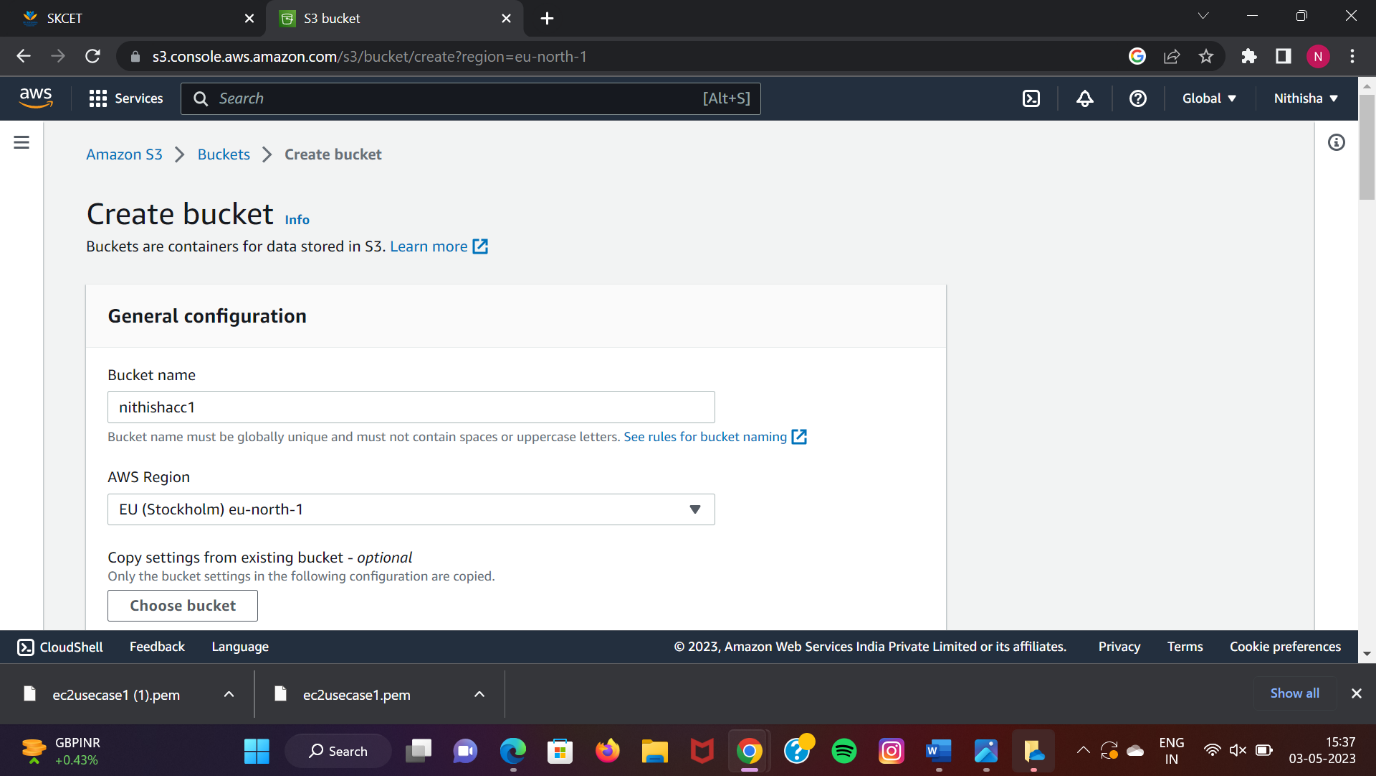 SKCET
S3 bucket
s3.console.aws.amazon.com/s3/bucket/create?region=eu-north-1
G
N
aws
Services
Search
[Alt+S]
Global
Nithisha
Amazon S3 > Buckets > Create bucket
Create bucket Info
Buckets are containers for data stored in S3. Learn more
General configuration
Bucket name
nithishacc1
Bucket name must be globally unique and must not contain spaces or uppercase letters. See rules for bucket naming
AWS Region
EU (Stockholm) eu-north-1
Copy settings from existing bucket - optional
Only the bucket settings in the following configuration are copied.
Choose bucket
CloudShell
Feedback
Language
© 2023, Amazon Web Services India Private Limited or its affiliates.
Privacy
Terms
Cookie preferences
ec2usecase1 (1).pem
ec2usecase1.pem
Show all
GBPINR
+0.43%
Search
ENG
IN
15:37
03-05-2023